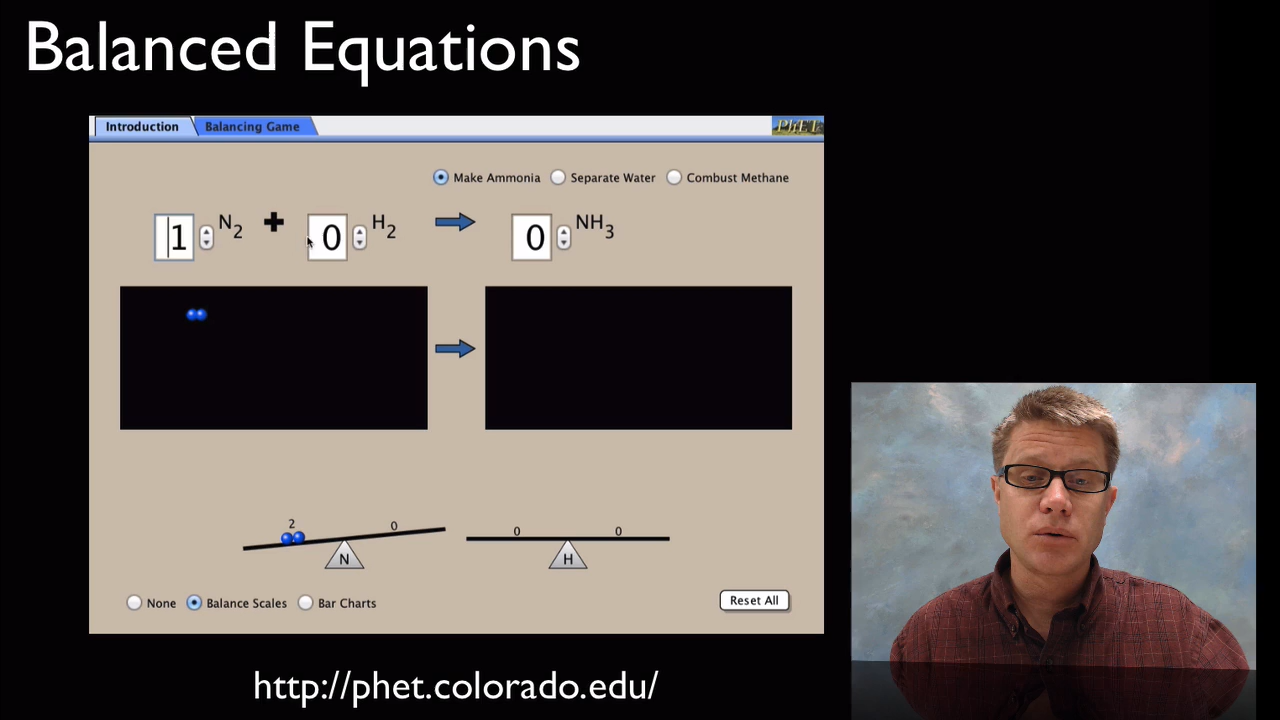 Balanced Equations
Introduction Balancing Game PhET
Make Ammonia Separate Water Combust Methane
1 N2 + 0 H2 → 0 NH3
2 0 0 0
N H
None Balance Scales Bar Charts Reset All
http://phet.colorado.edu/